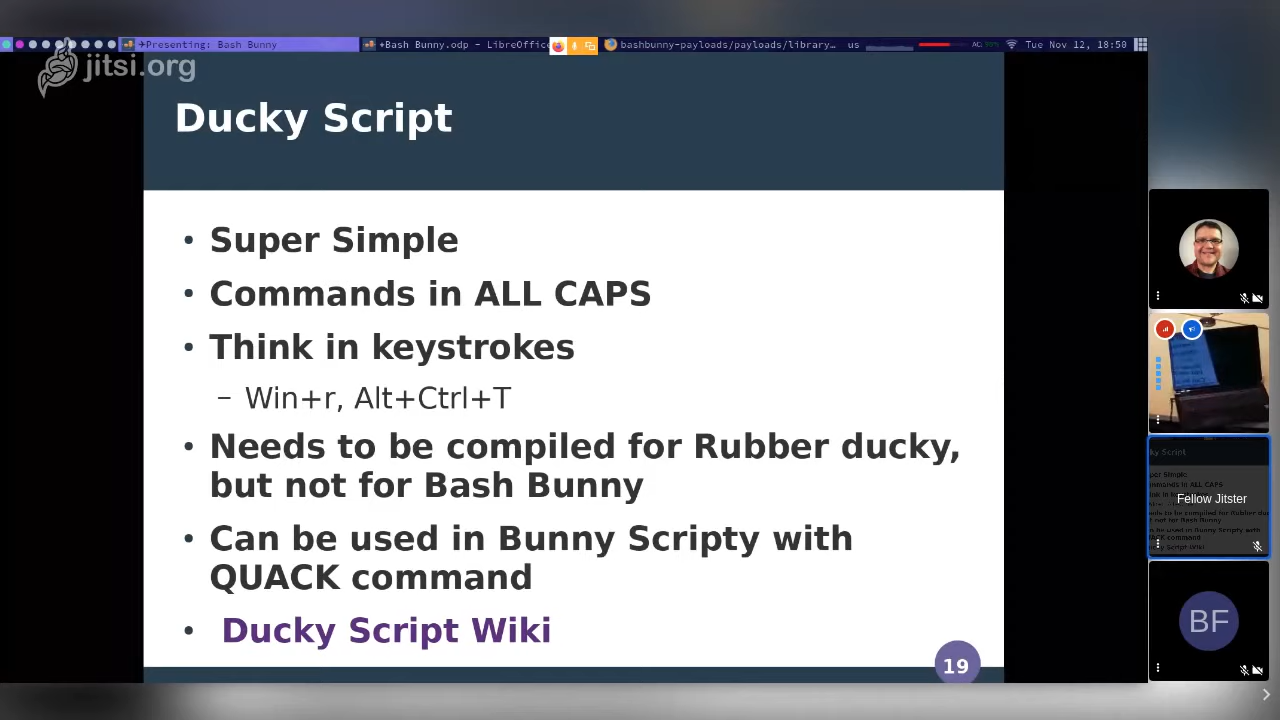 ✈Presenting: Bash Bunny
+Bash Bunny.odp - LibreOffice
bashbunny-payloads/payloads/library…
us
AC:
Tue Nov 12, 18:50
jitsi.org
Ducky Script
• Super Simple
• Commands in ALL CAPS
• Think in keystrokes
– Win+r, Alt+Ctrl+T
• Needs to be compiled for Rubber ducky,
but not for Bash Bunny
• Can be used in Bunny Scripty with
QUACK command
• Ducky Script Wiki
19
Fellow Jitster
BF